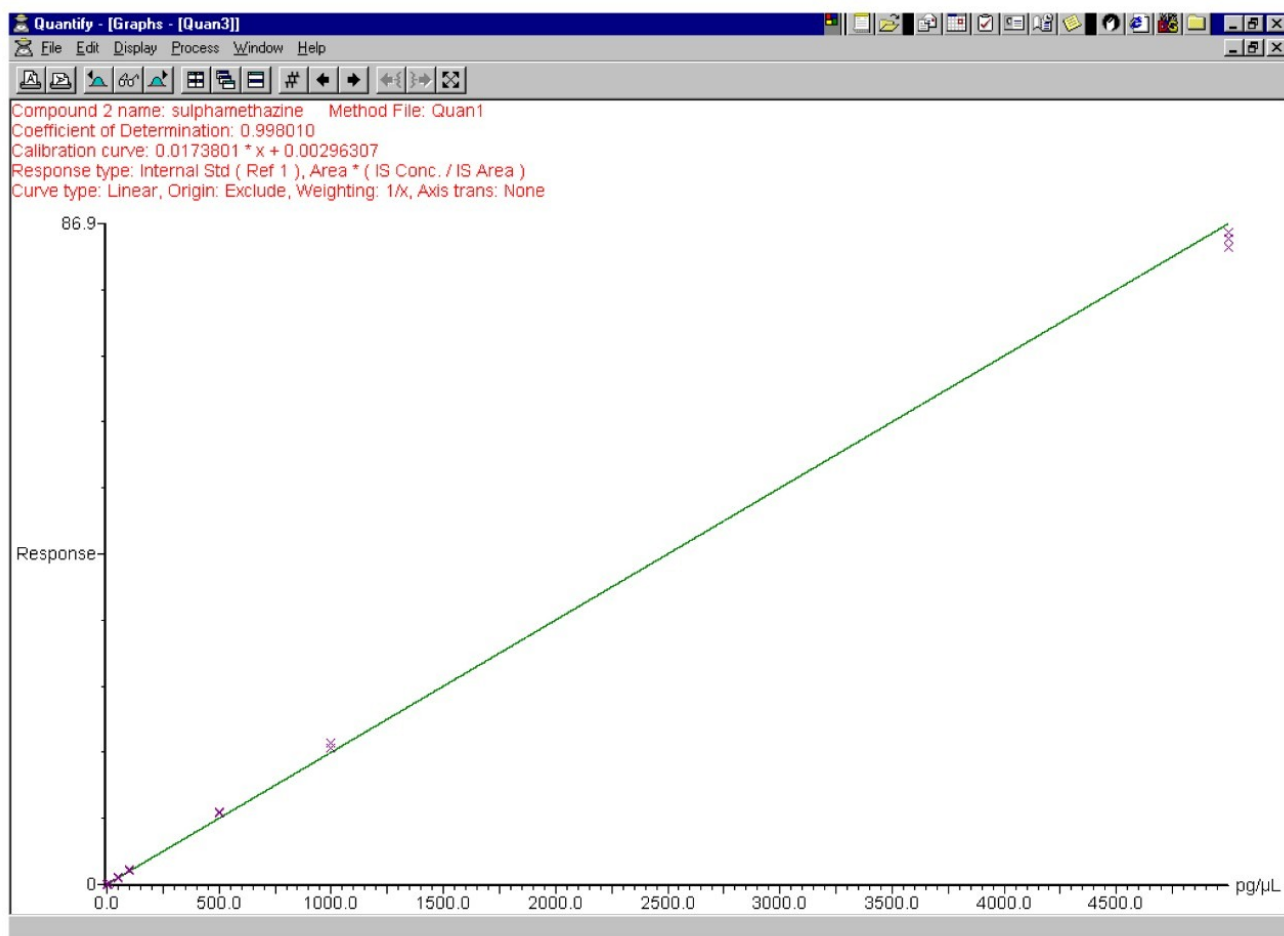 Quantify - [Graphs - [Quan3]]
File Edit Display Process Window Help
Compound 2 name: sulphamethazine Method File: Quan1
Coefficient of Determination: 0.998010
Calibration curve: 0.0173801 * x + 0.00296307
Response type: Internal Std ( Ref 1 ), Area * ( IS Conc. / IS Area )
Curve type: Linear, Origin: Exclude, Weighting: 1/x, Axis trans: None
86.9
Response
0
pg/µL
0.0 500.0 1000.0 1500.0 2000.0 2500.0 3000.0 3500.0 4000.0 4500.0